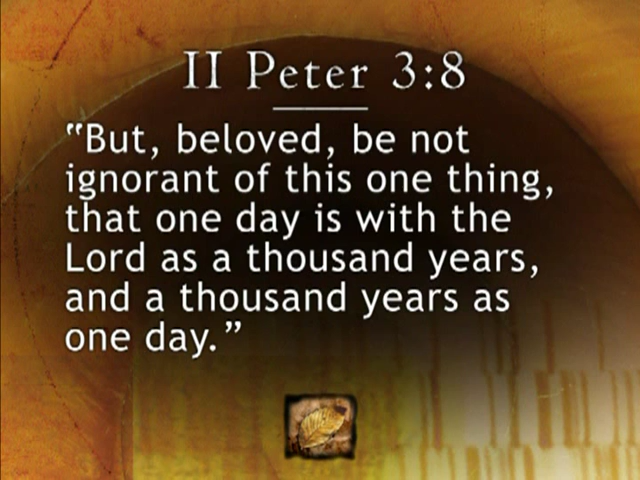 II Peter 3:8
“But, beloved, be not
ignorant of this one thing,
that one day is with the
Lord as a thousand years,
and a thousand years as
one day.”